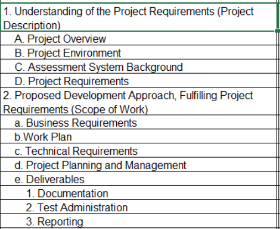 1. Understanding of the Project Requirements (Project
Description)
A. Project Overview
B. Project Environment
C. Assessment System Background
D. Project Requirements
2. Proposed Development Approach, Fulfilling Project
Requirements (Scope of Work)
a. Business Requirements
b.Work Plan
c. Technical Requirements
d. Project Planning and Management
e. Deliverables
1. Documentation
2. Test Administration
3. Reporting